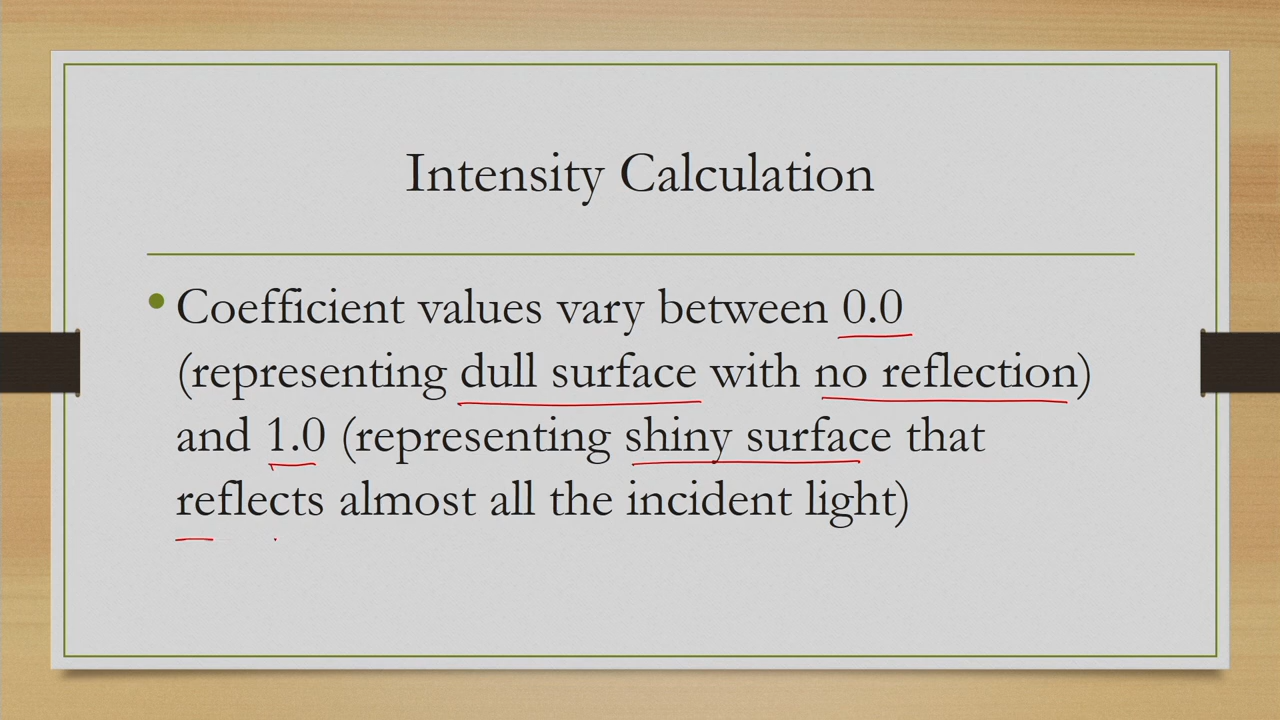 Intensity Calculation
• Coefficient values vary between 0.0
(representing dull surface with no reflection)
and 1.0 (representing shiny surface that
reflects almost all the incident light)